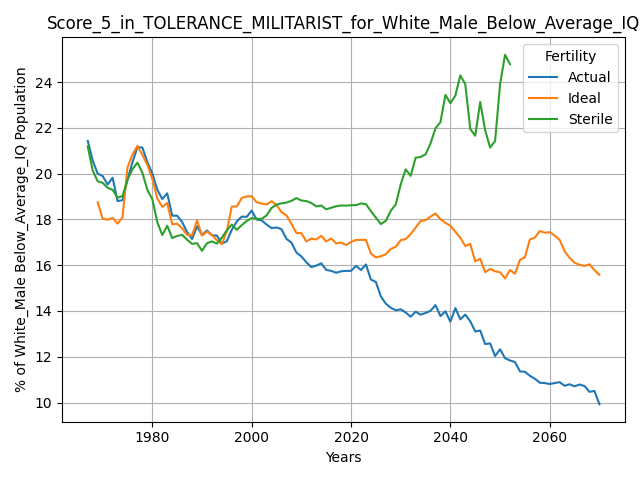 Score_5_in_TOLERANCE_MILITARIST_for_White_Male_Below_Average_IQ
% of White_Male Below_Average_IQ Population
24
22
20
18
16
14
12
10
Fertility
Actual
Ideal
Sterile
1980
2000
2020
2040
2060
Years